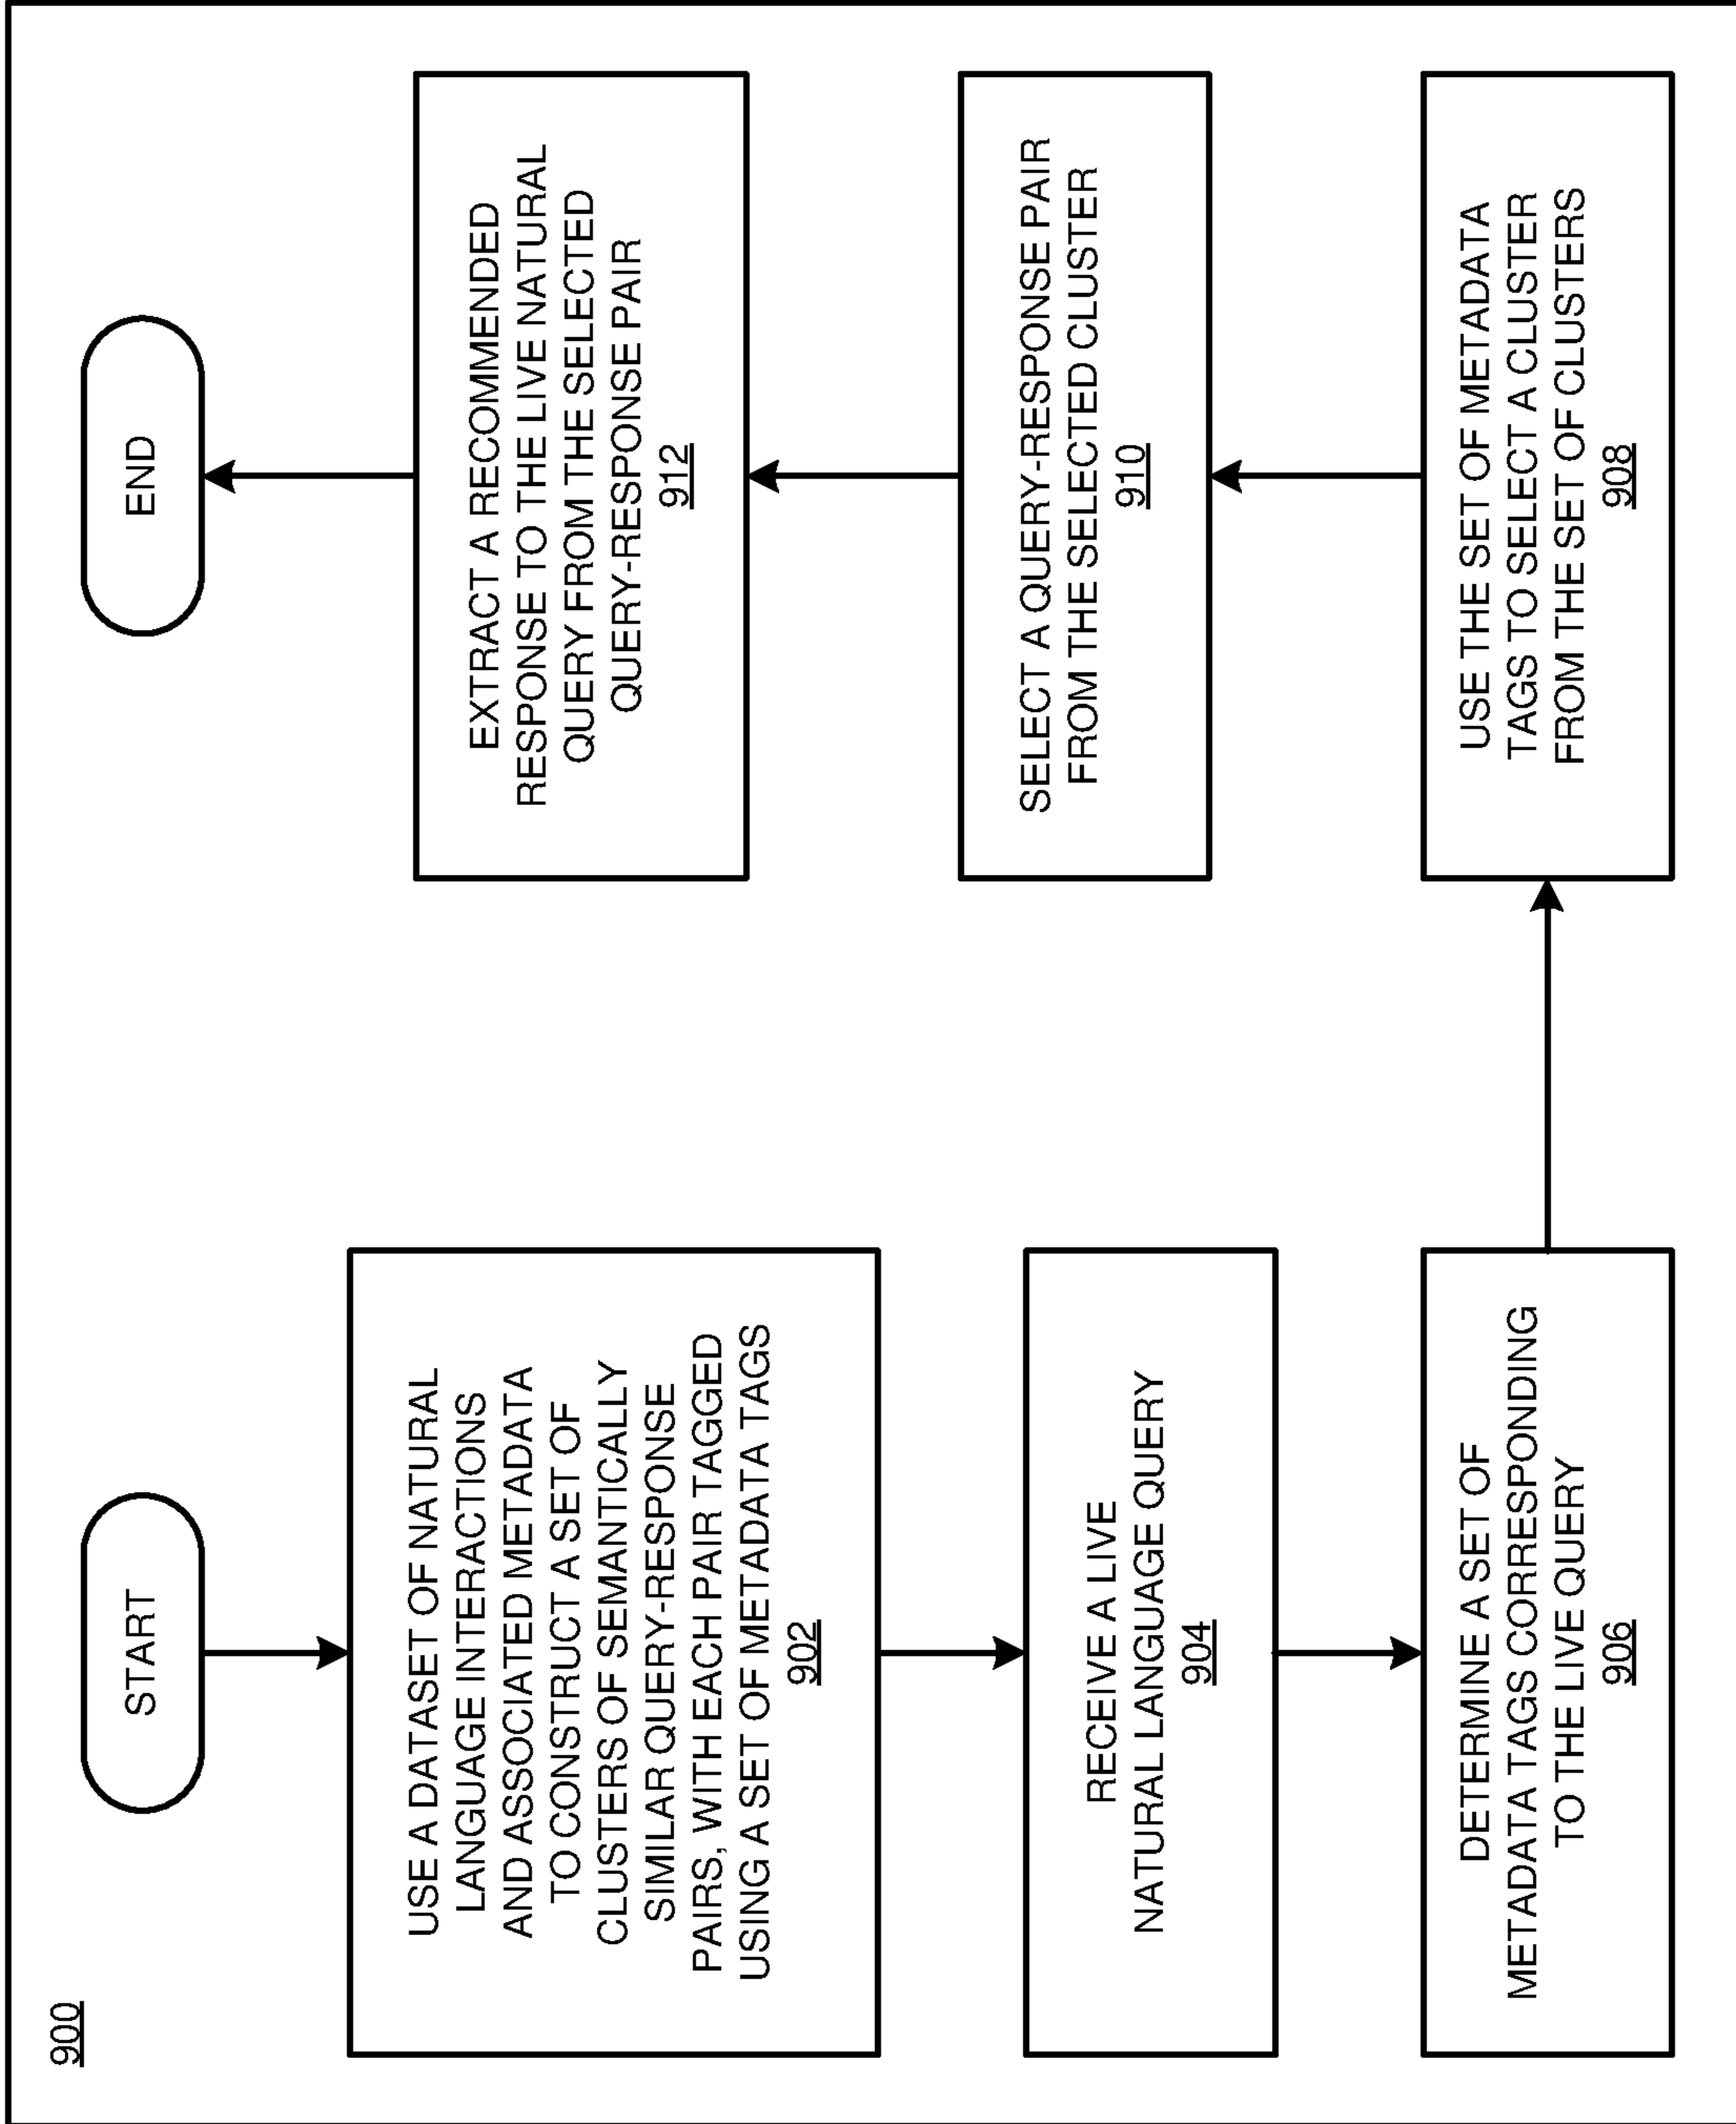 900
START
USE A DATASET OF NATURAL
LANGUAGE INTERACTIONS
AND ASSOCIATED METADATA
TO CONSTRUCT A SET OF
CLUSTERS OF SEMANTICALLY
SIMILAR QUERY-RESPONSE
PAIRS, WITH EACH PAIR TAGGED
USING A SET OF METADATA TAGS
902
RECEIVE A LIVE
NATURAL LANGUAGE QUERY
904
DETERMINE A SET OF
METADATA TAGS CORRESPONDING
TO THE LIVE QUERY
906
USE THE SET OF METADATA
TAGS TO SELECT A CLUSTER
FROM THE SET OF CLUSTERS
908
SELECT A QUERY-RESPONSE PAIR
FROM THE SELECTED CLUSTER
910
EXTRACT A RECOMMENDED
RESPONSE TO THE LIVE NATURAL
QUERY FROM THE SELECTED
QUERY-RESPONSE PAIR
912
END